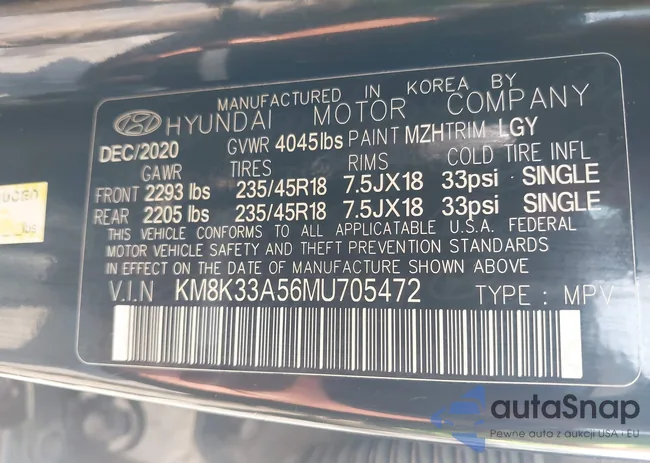 MANUFACTURED IN KOREA BY
HYUNDAI MOTOR COMPANY
DEC/2020 GVWR 4045lbs PAINT MZHTRIM LGY
GAWR TIRES RIMS COLD TIRE INFL
FRONT 2293 lbs 235/45R18 7.5JX18 33psi SINGLE
REAR 2205 lbs 235/45R18 7.5JX18 33psi SINGLE
THIS VEHICLE CONFORMS TO ALL APPLICATABLE U.S.A. FEDERAL
MOTOR VEHICLE SAFETY AND THEFT PREVENTION STANDARDS
IN EFFECT ON THE DATE OF MANUFACTURED SHOWN ABOVE
V.I.N KM8K33A56MU705472 TYPE : MPV
lbs
autaSnap
Pewne auta z aukcji USA i EU